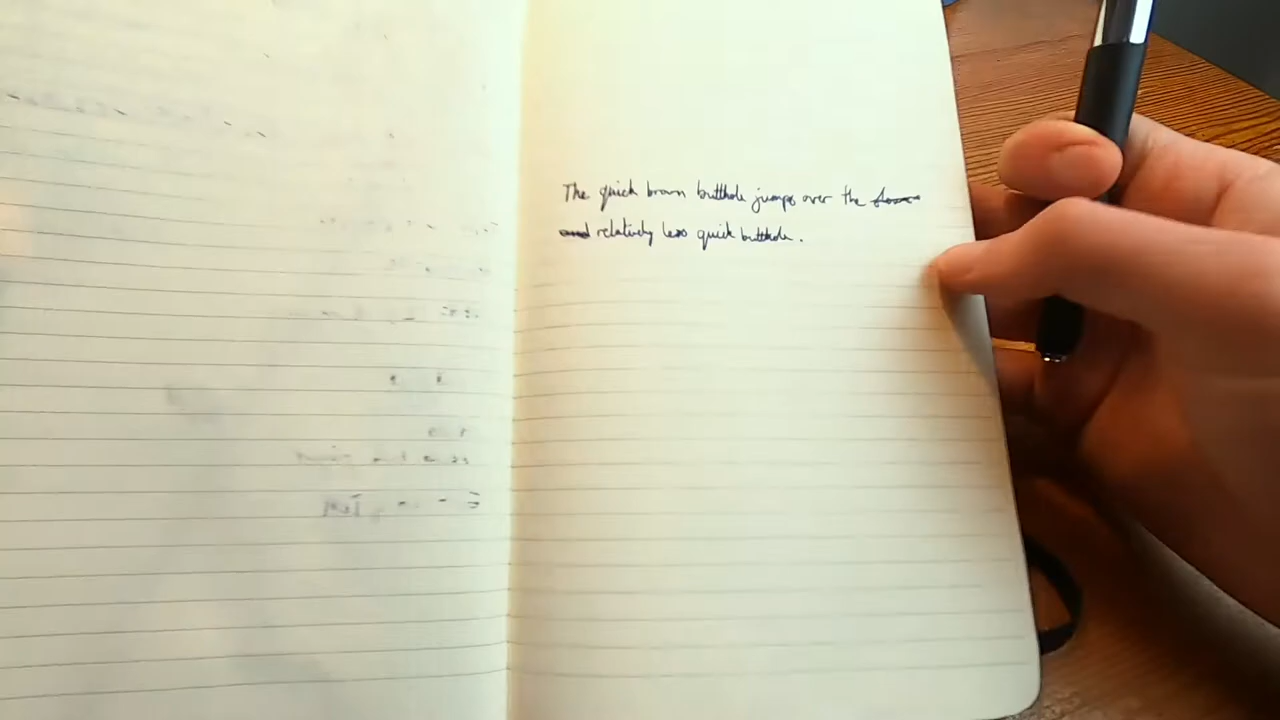 The quick brown butthole jumps over the
relatively less quick butthole.